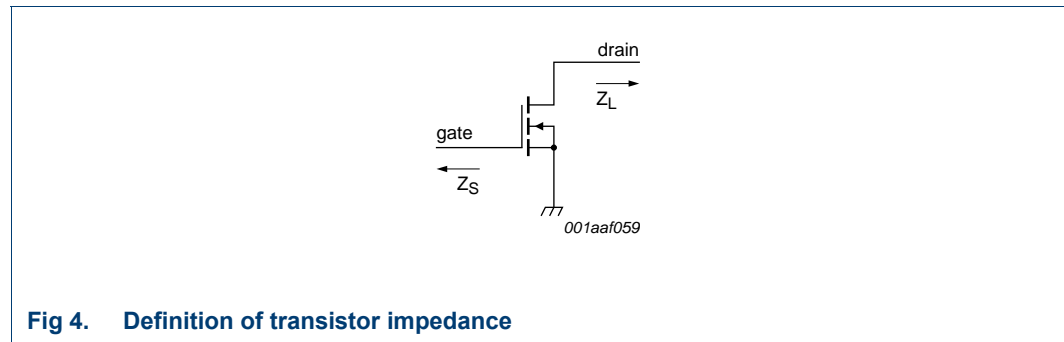 drain
Z_L
gate
Z_S
001aaf059
Fig 4. Definition of transistor impedance